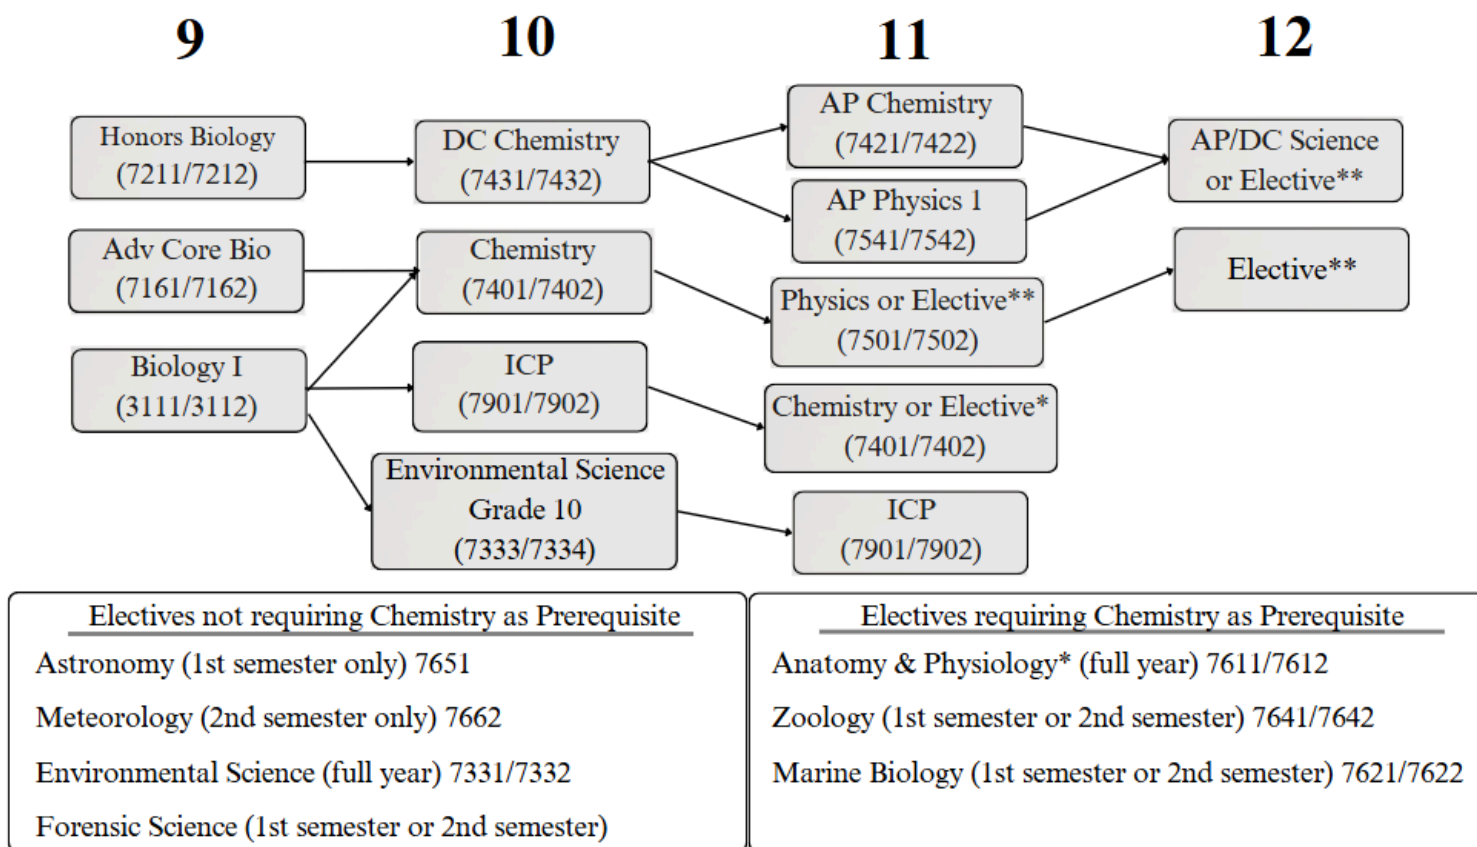 9
10
11
12
Honors Biology
(7211/7212)
DC Chemistry
(7431/7432)
AP Chemistry
(7421/7422)
AP Physics 1
(7541/7542)
AP/DC Science
or Elective**
Adv Core Bio
(7161/7162)
Chemistry
(7401/7402)
Physics or Elective**
(7501/7502)
Elective**
Biology I
(3111/3112)
ICP
(7901/7902)
Chemistry or Elective*
(7401/7402)
Environmental Science
Grade 10
(7333/7334)
ICP
(7901/7902)
Electives not requiring Chemistry as Prerequisite
Astronomy (1st semester only) 7651
Meteorology (2nd semester only) 7662
Environmental Science (full year) 7331/7332
Forensic Science (1st semester or 2nd semester)
Electives requiring Chemistry as Prerequisite
Anatomy & Physiology* (full year) 7611/7612
Zoology (1st semester or 2nd semester) 7641/7642
Marine Biology (1st semester or 2nd semester) 7621/7622